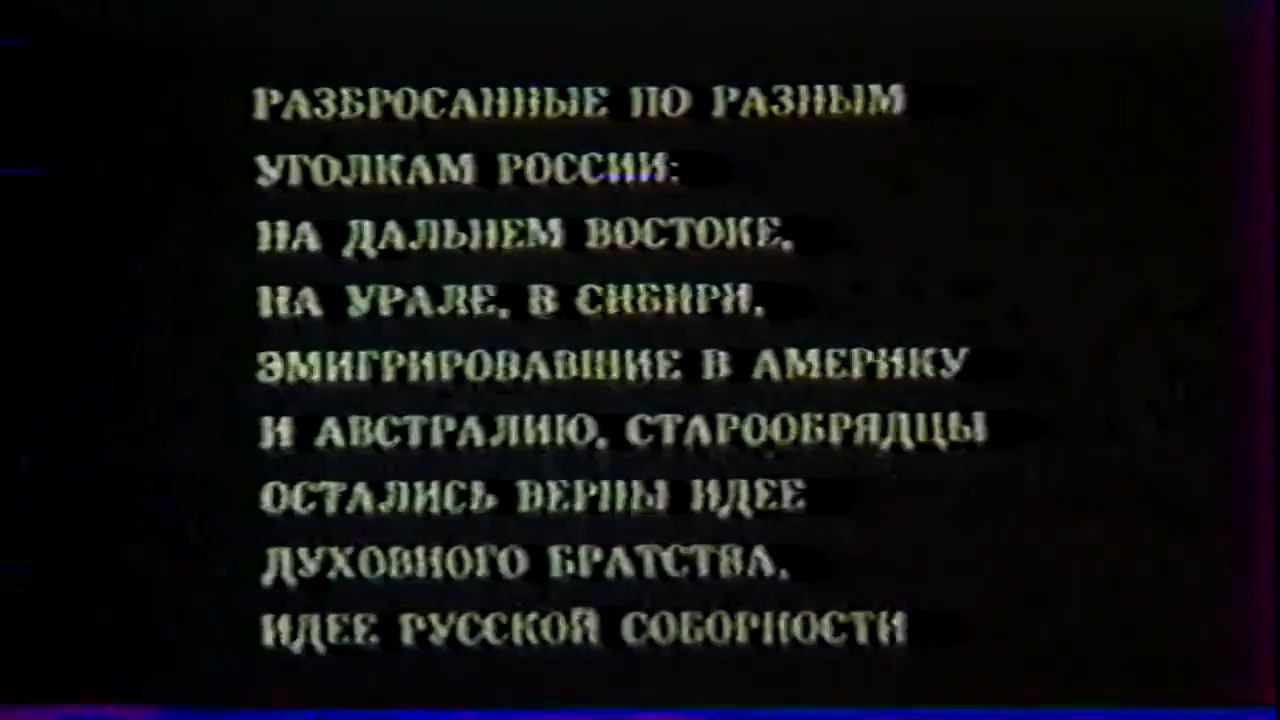 РАЗБРОСАННЫЕ ПО РАЗНЫМ
УГОЛКАМ РОССИИ:
НА ДАЛЬНЕМ ВОСТОКЕ,
НА УРАЛЕ, В СИБИРИ,
ЭМИГРИРОВАВШИЕ В АМЕРИКУ
И АВСТРАЛИЮ, СТАРООБРЯДЦЫ
ОСТАЛИСЬ ВЕРНЫ ИДЕЕ
ДУХОВНОГО БРАТСТВА,
ИДЕЕ РУССКОЙ СОБОРНОСТИ